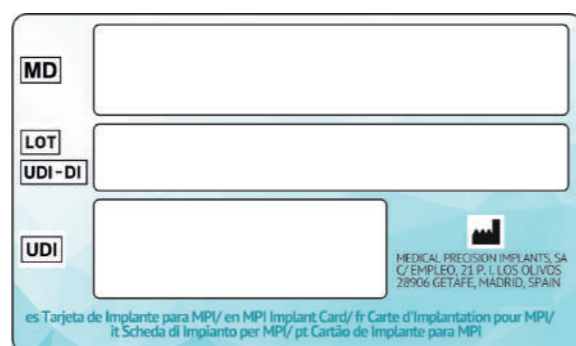 MD
LOT
UDI-DI
UDI
MEDICAL PRECISION IMPLANTS, SA
C/ EMPLEO, 21 P. I. LOS OLIVOS
28906 GETAFE, MADRID, SPAIN
es Tarjeta de Implante para MPI/ en MPI Implant Card/ fr Carte d'Implantation pour MPI/
it Scheda di Impianto per MPI/ pt Cartão de Implante para MPI